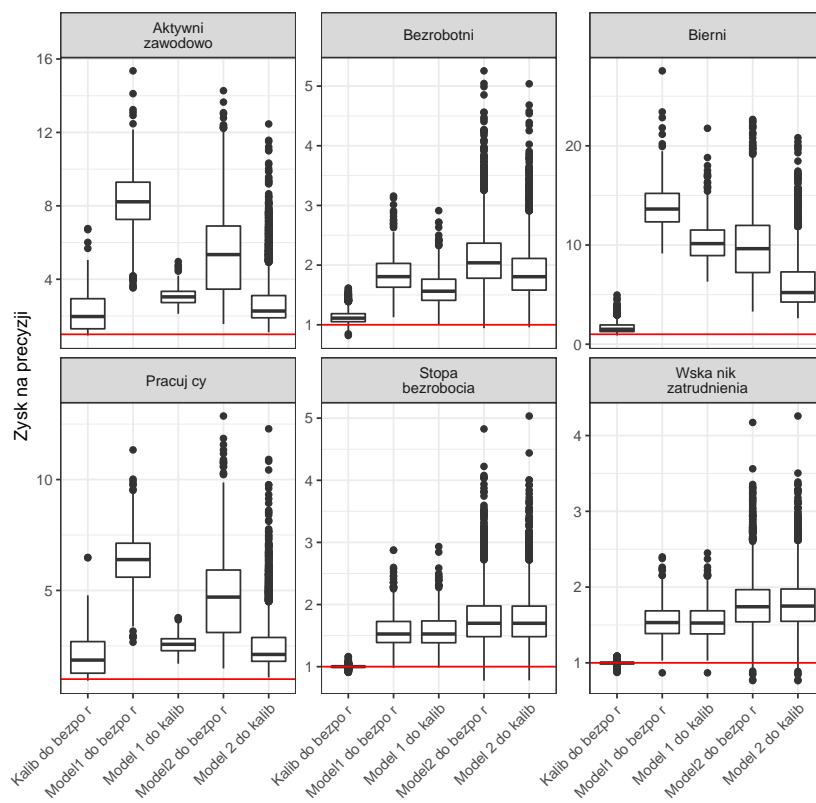 Aktywni
zawodowo
Bezrobotni
Bierni
16
12
8
4
5
4
3
2
1
20
10
0
Zysk na precyzji
Pracuj cy
Stopa
bezrobocia
Wska nik
zatrudnienia
10
5
5
4
3
2
1
4
3
2
1
Kalib do bezpo r
Model1 do bezpo r
Model 1 do kalib
Model2 do bezpo r
Model 2 do kalib
Kalib do bezpo r
Model1 do bezpo r
Model 1 do kalib
Model2 do bezpo r
Model 2 do kalib
Kalib do bezpo r
Model1 do bezpo r
Model 1 do kalib
Model2 do bezpo r
Model 2 do kalib